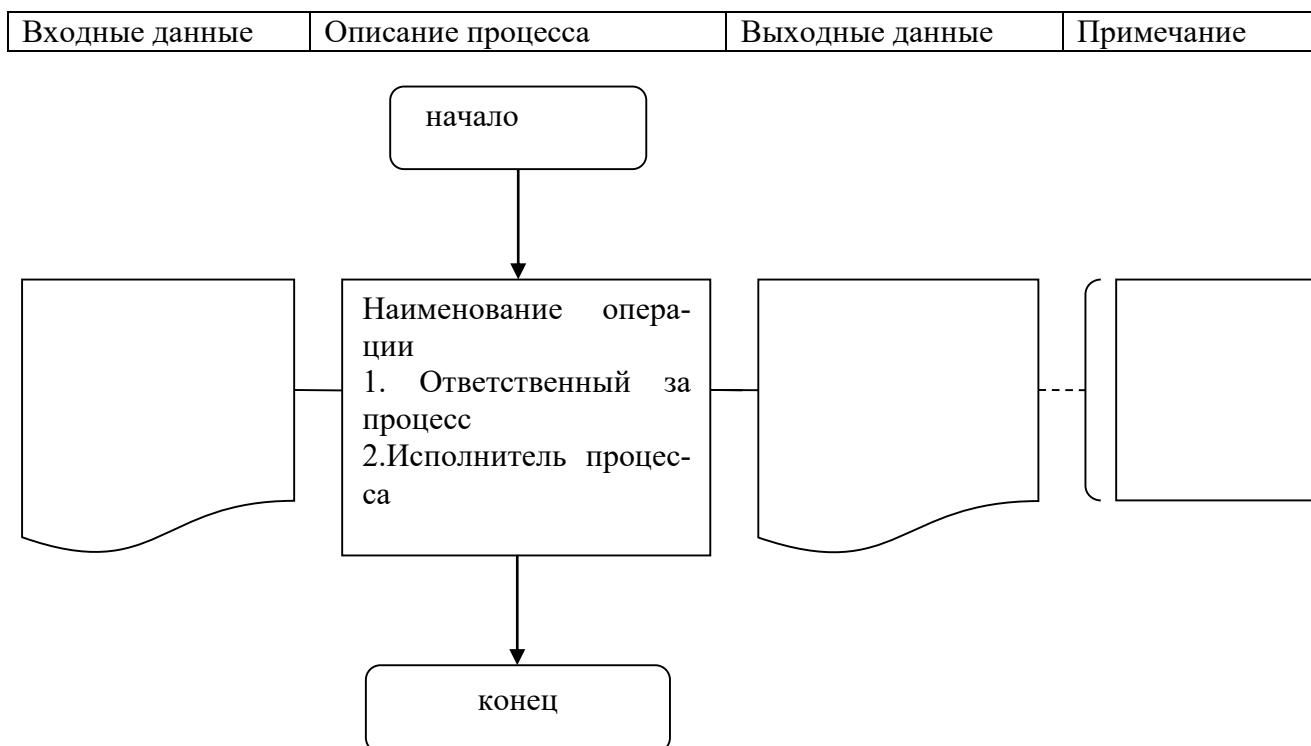 Входные данные Описание процесса Выходные данные Примечание
начало
Наименование опера-
ции
1. Ответственный за
процесс
2.Исполнитель процес-
са
конец